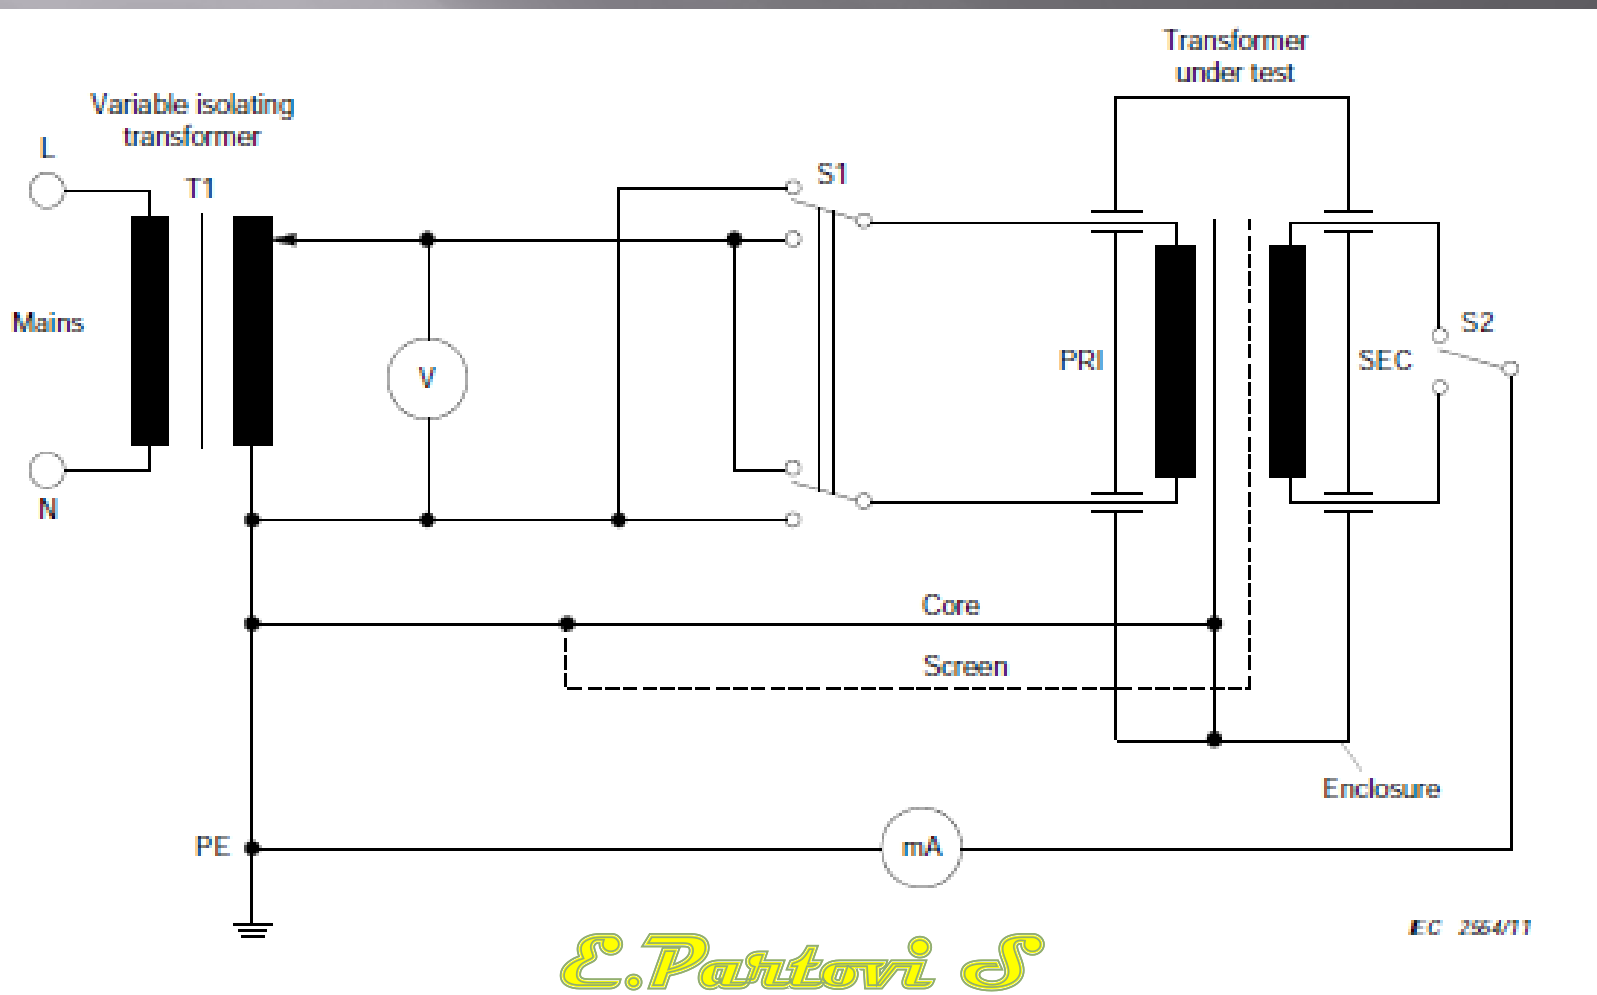 Transformer
under test
Variable isolating
transformer
L
T1
S1
Mains
V
PRI
SEC
S2
N
Core
Screen
Enclosure
PE
mA
IEC 2554/11
E.Partovi S